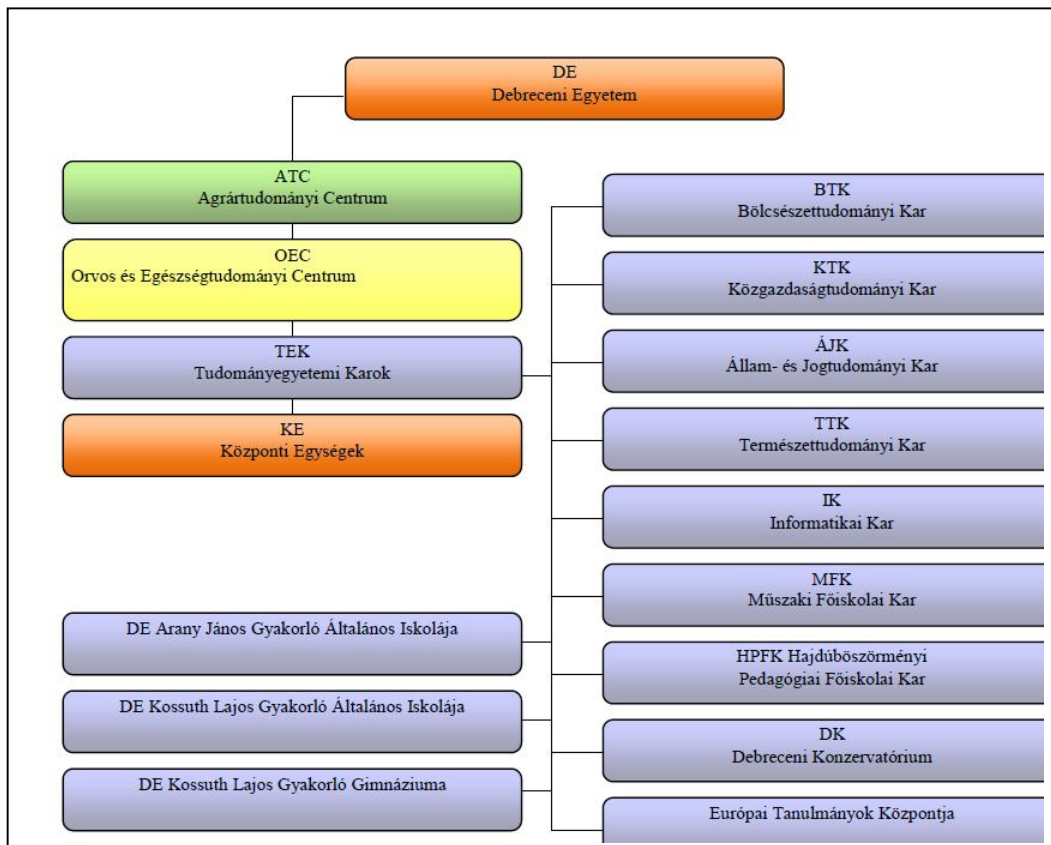 DE
Debreceni Egyetem
ATC
Agrártudományi Centrum
OEC
Orvos és Egészségtudományi Centrum
TEK
Tudományegyetemi Karok
KE
Központi Egységek
DE Arany János Gyakorló Általános Iskolája
DE Kossuth Lajos Gyakorló Általános Iskolája
DE Kossuth Lajos Gyakorló Gimnáziuma
BTK
Bölcsészettudományi Kar
KTK
Közgazdaságtudományi Kar
ÁJK
Állam- és Jogtudományi Kar
TTK
Természettudományi Kar
IK
Informatikai Kar
MFK
Műszaki Főiskolai Kar
HPFK Hajdúböszörményi
Pedagógiai Főiskolai Kar
DK
Debreceni Konzervatórium
Európai Tanulmányok Központja